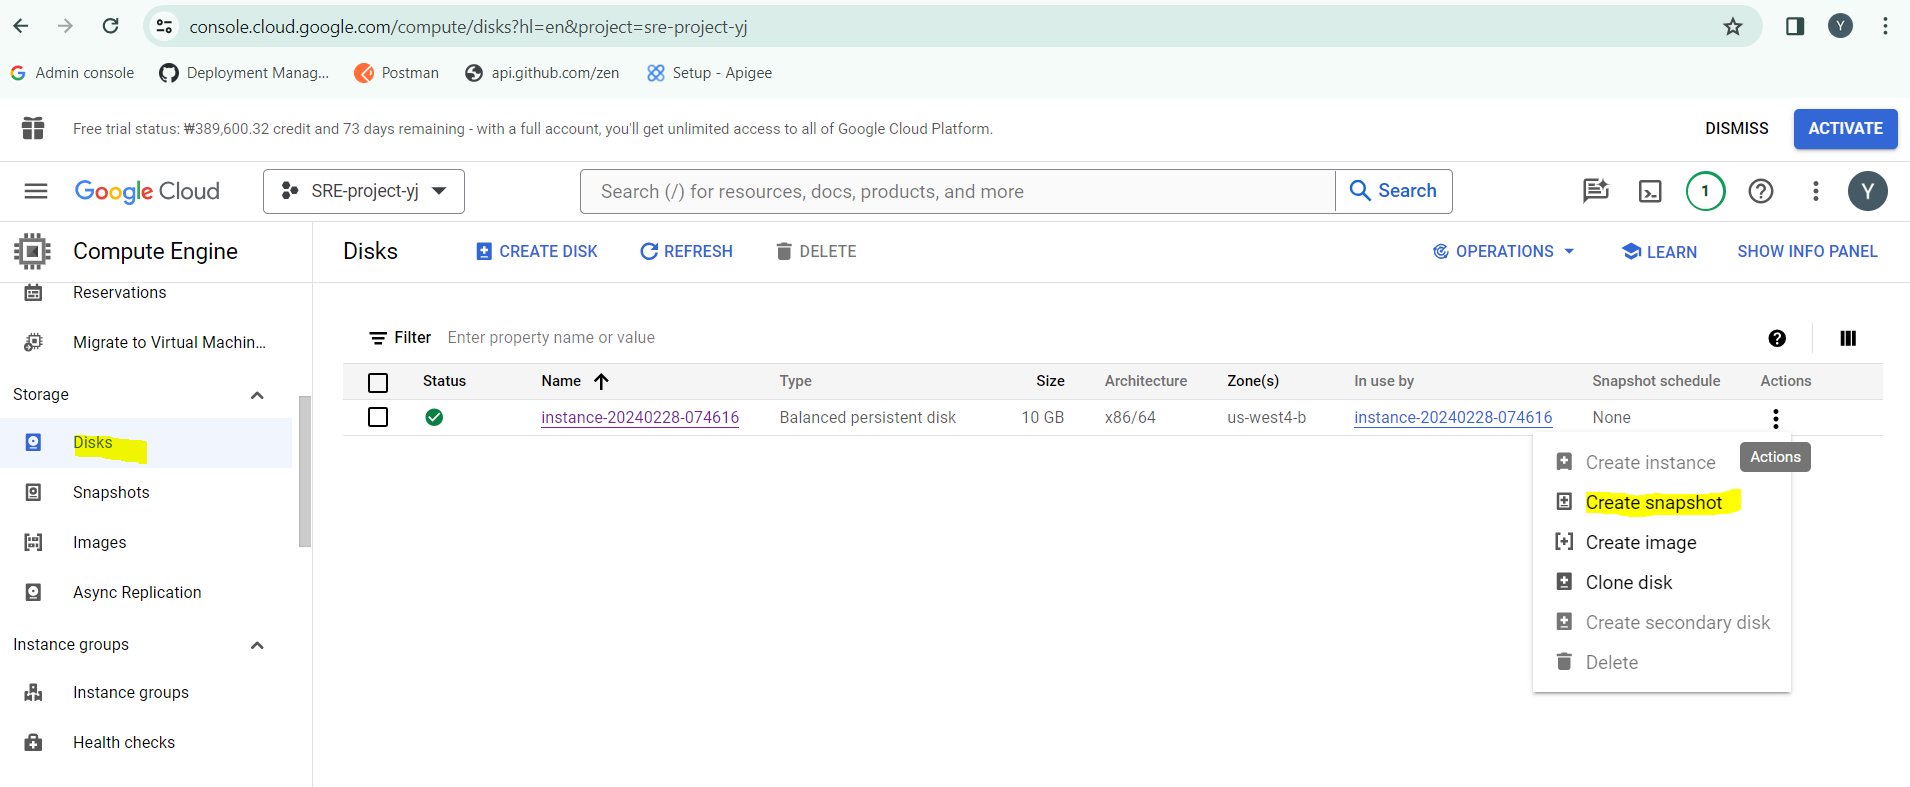 console.cloud.google.com/compute/disks?hl=en&project=sre-project-yj
Y
Admin console
Deployment Manag...
Postman
api.github.com/zen
Setup - Apigee
Free trial status: ₩389,600.32 credit and 73 days remaining - with a full account, you'll get unlimited access to all of Google Cloud Platform.
DISMISS
ACTIVATE
Google Cloud
SRE-project-yj
Search (/) for resources, docs, products, and more
Search
1
Y
Compute Engine
Disks
CREATE DISK
REFRESH
DELETE
OPERATIONS
LEARN
SHOW INFO PANEL
Reservations
Migrate to Virtual Machin...
Storage
Disks
Snapshots
Images
Async Replication
Instance groups
Instance groups
Health checks
Filter Enter property name or value
Status Name Type Size Architecture Zone(s) In use by Snapshot schedule Actions
instance-20240228-074616 Balanced persistent disk 10 GB x86/64 us-west4-b instance-20240228-074616 None
Actions
Create instance
Create snapshot
Create image
Clone disk
Create secondary disk
Delete